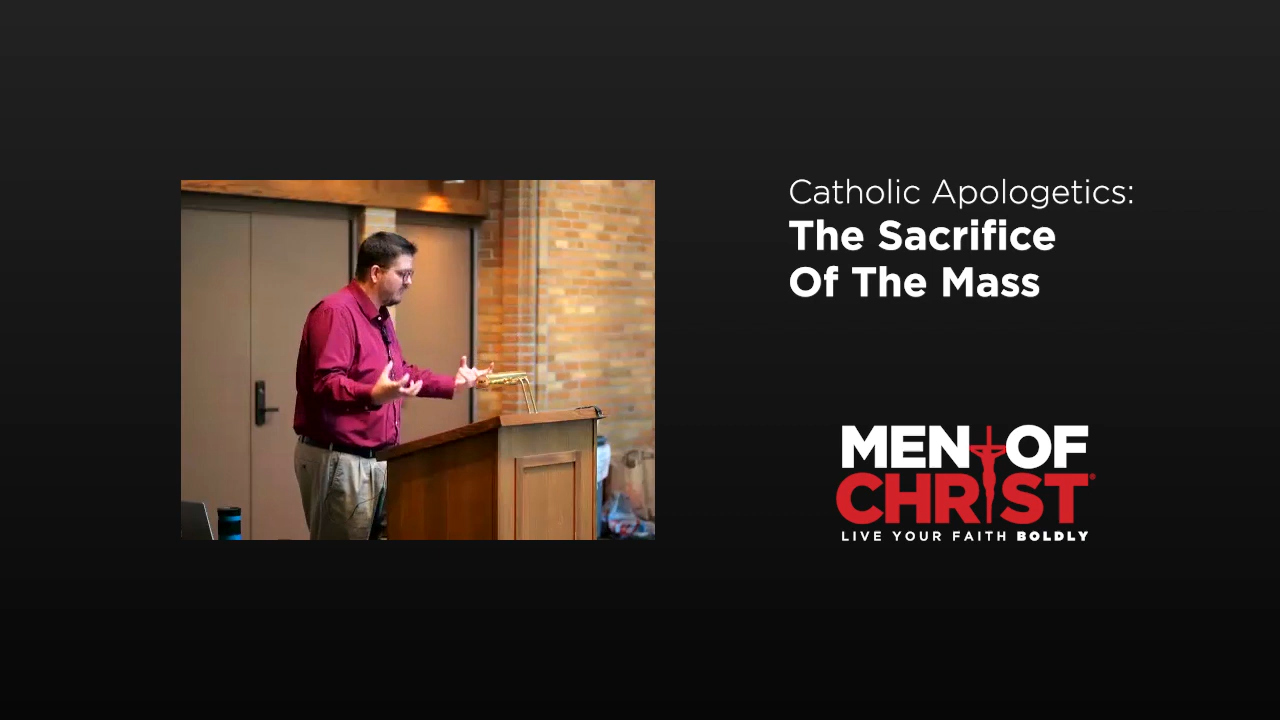 Catholic Apologetics:
The Sacrifice
Of The Mass
MEN OF
CHRIST®
LIVE YOUR FAITH BOLDLY